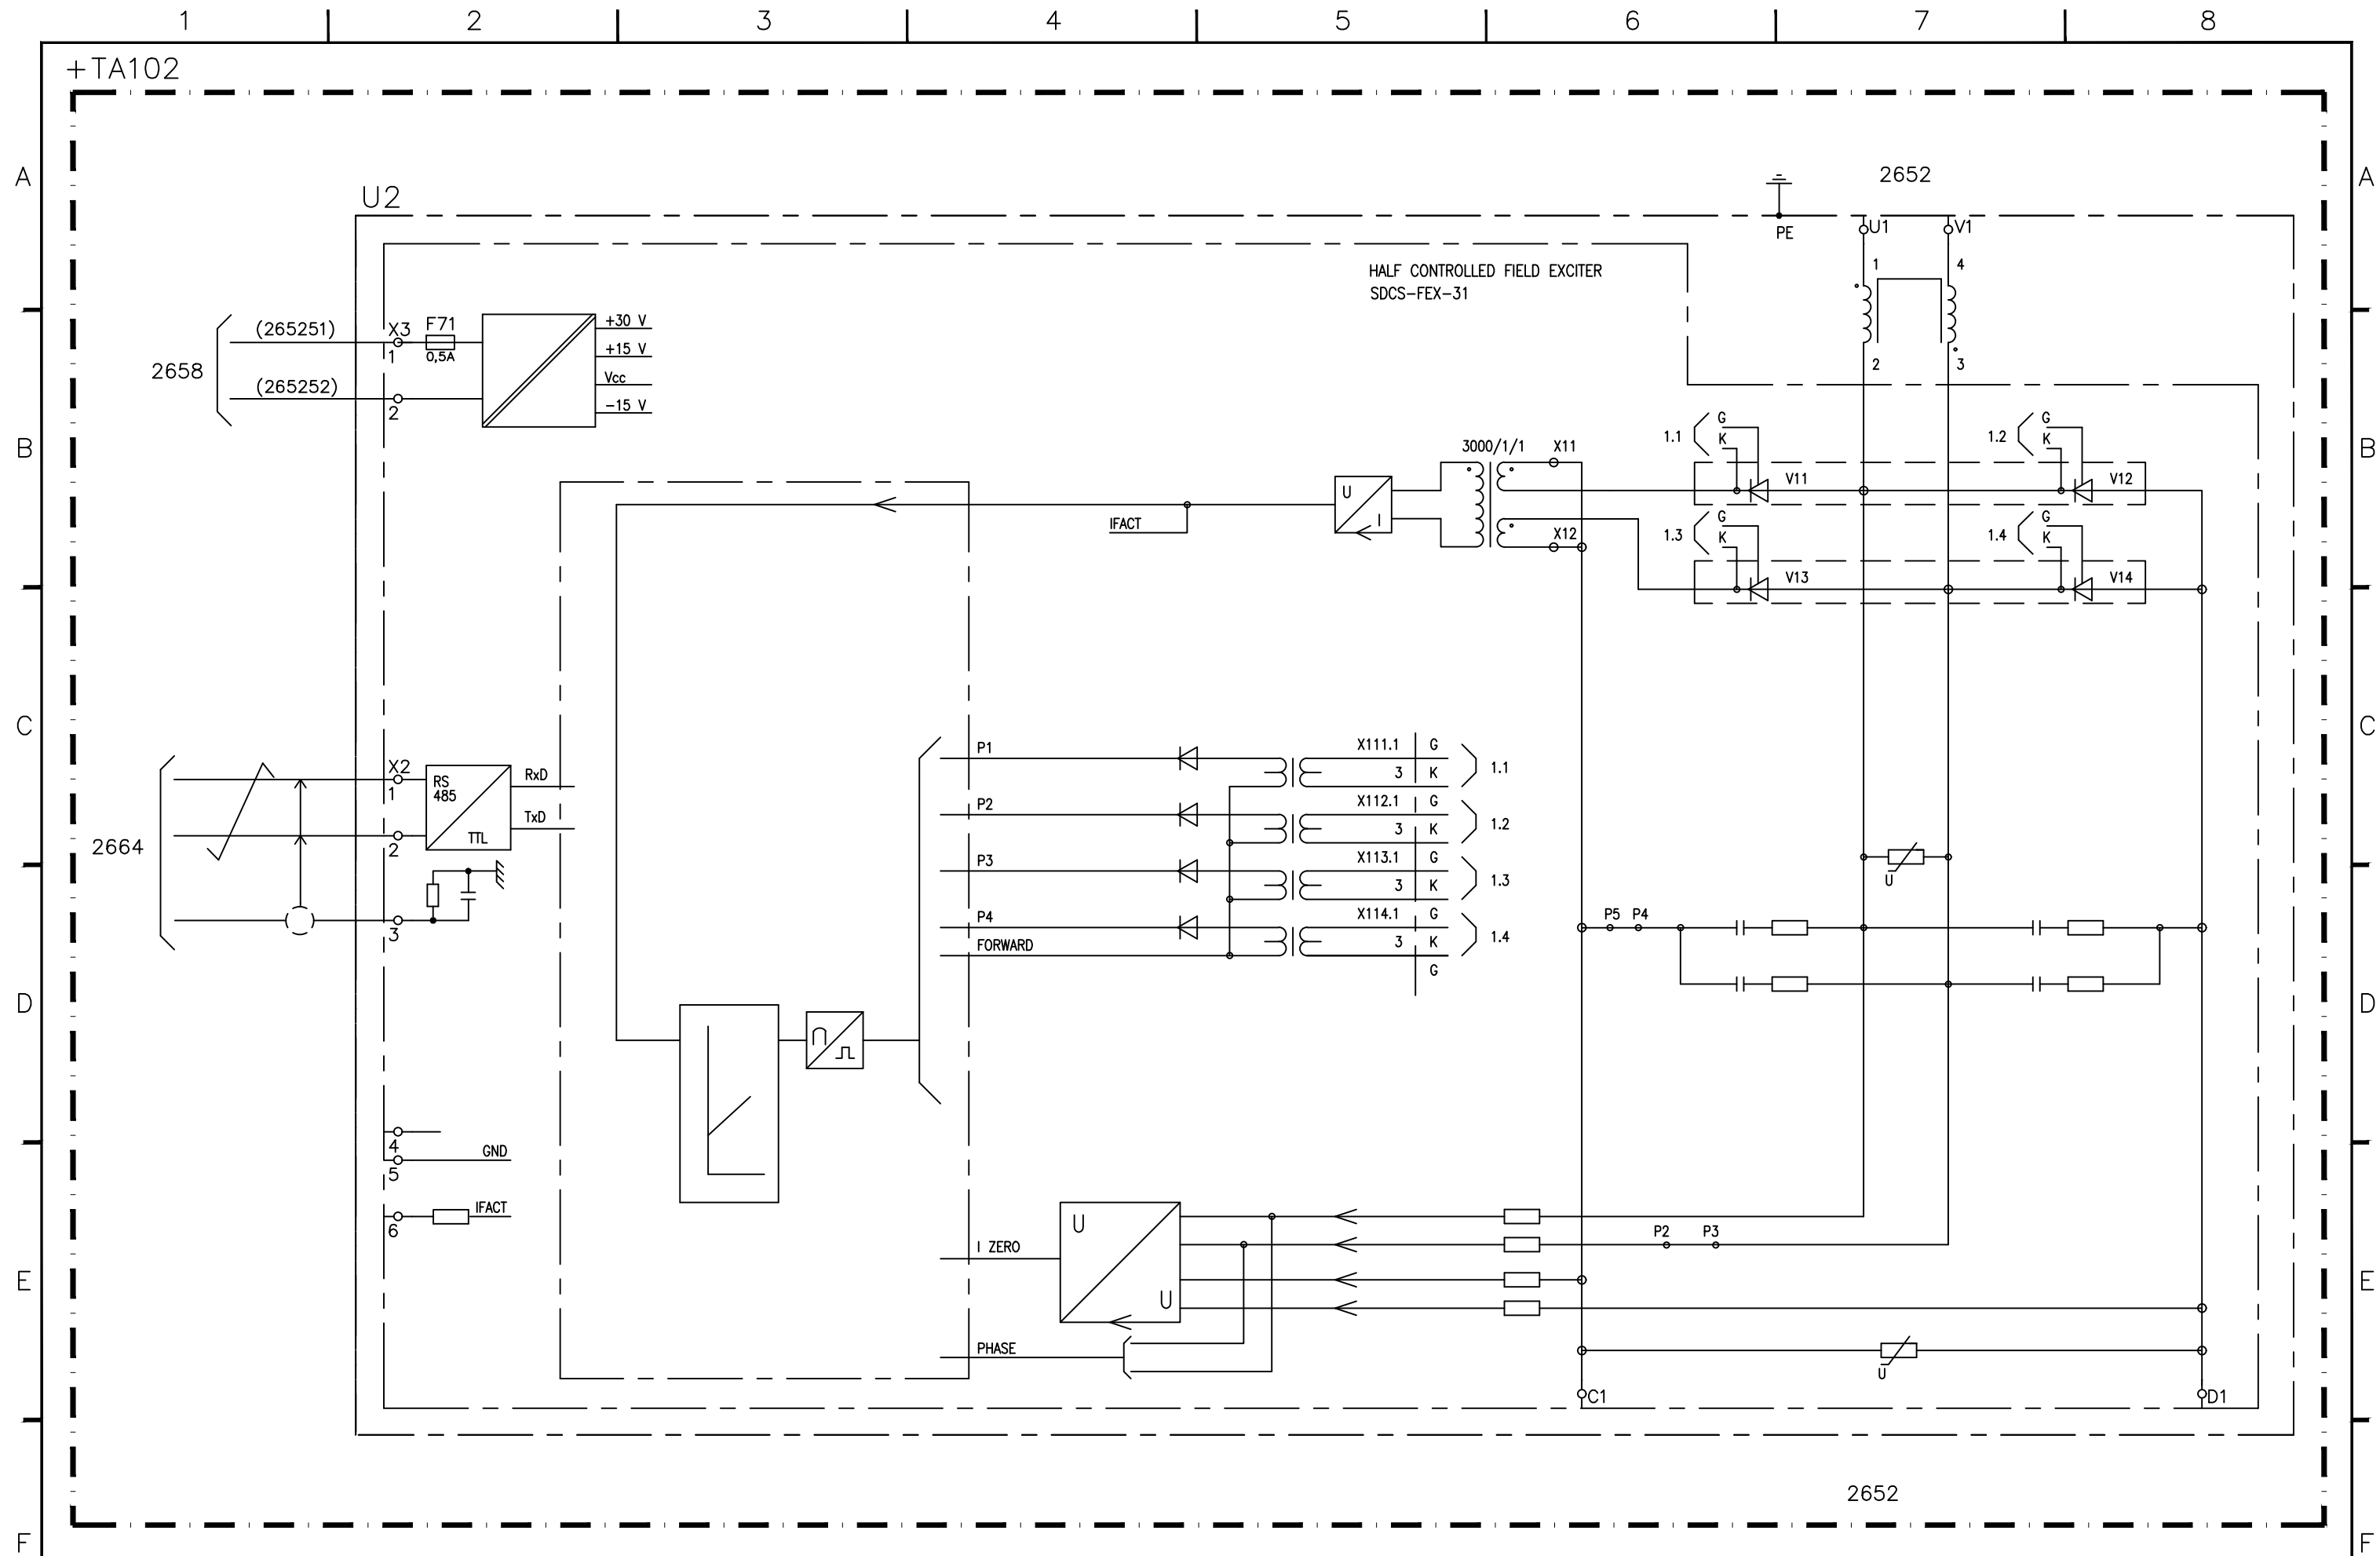 1 2 3 4 5 6 7 8
+TA102
A A
2652
U2
PE U1 V1
HALF CONTROLLED FIELD EXCITER
SDCS-FEX-31
1 4
2658
(265251) X3 F71
1 0,5A
(265252)
2
+30 V
+15 V
Vcc
-15 V
2 3
B B
3000/1/1 X11
1.1 G
K
V11
1.2 G
K
V12
U
I
X12
IFACT
1.3 G
K
V13
1.4 G
K
V14
C C
2664
X2
1
2
3
RS
485
TTL
RxD
TxD
P1 X111.1 G
3 K 1.1
P2 X112.1 G
3 K 1.2
P3 X113.1 G
3 K 1.3
P4 X114.1 G
FORWARD 3 K 1.4
G
U
P5 P4
D D
4
5 GND
6 IFACT
E E
I ZERO U
U
P2 P3
PHASE
U
C1 D1
2652
F F